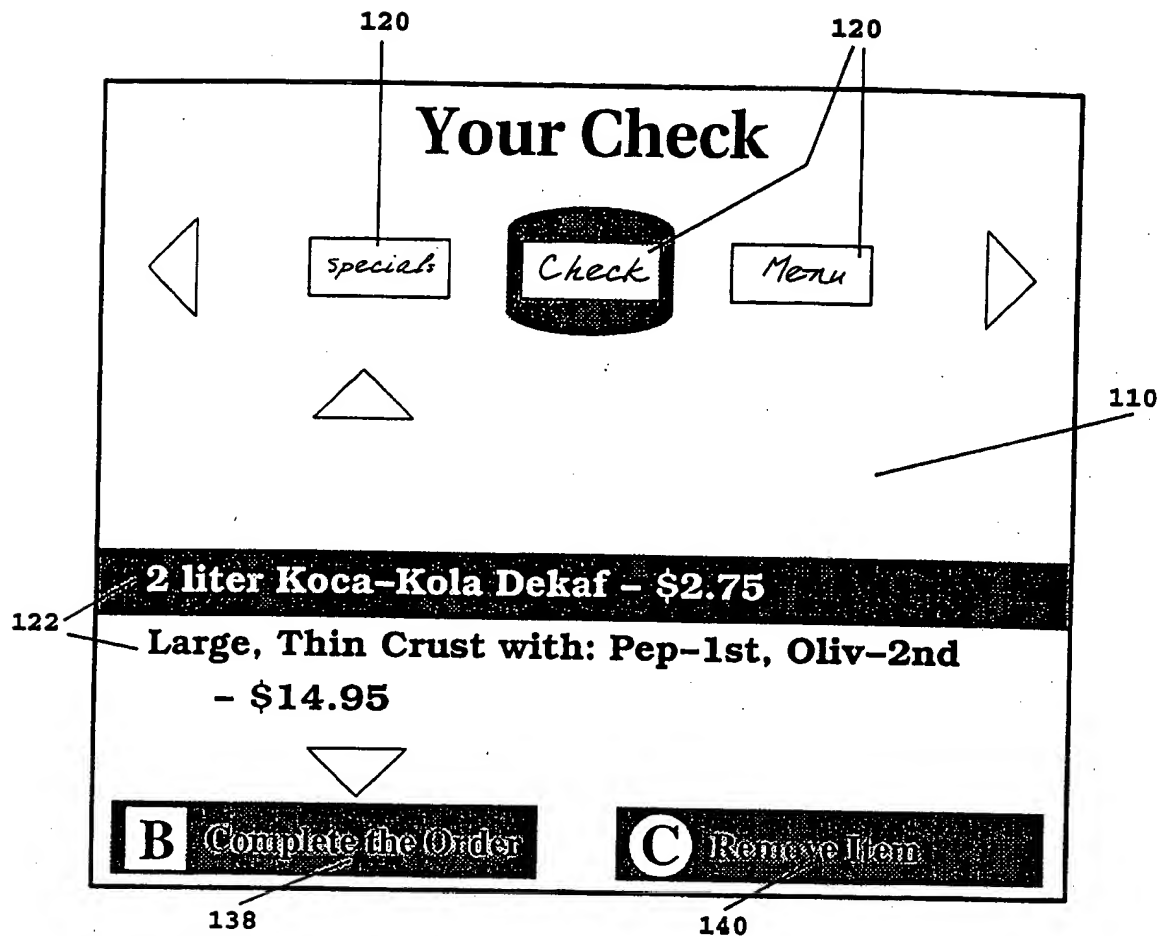 120
120
Your Check
Specials
Check
Menu
110
2 liter Koca–Kola Dekaf – $2.75
122
Large, Thin Crust with: Pep–1st, Oliv–2nd
– $14.95
B Complete the Order
C Remove Item
138
140